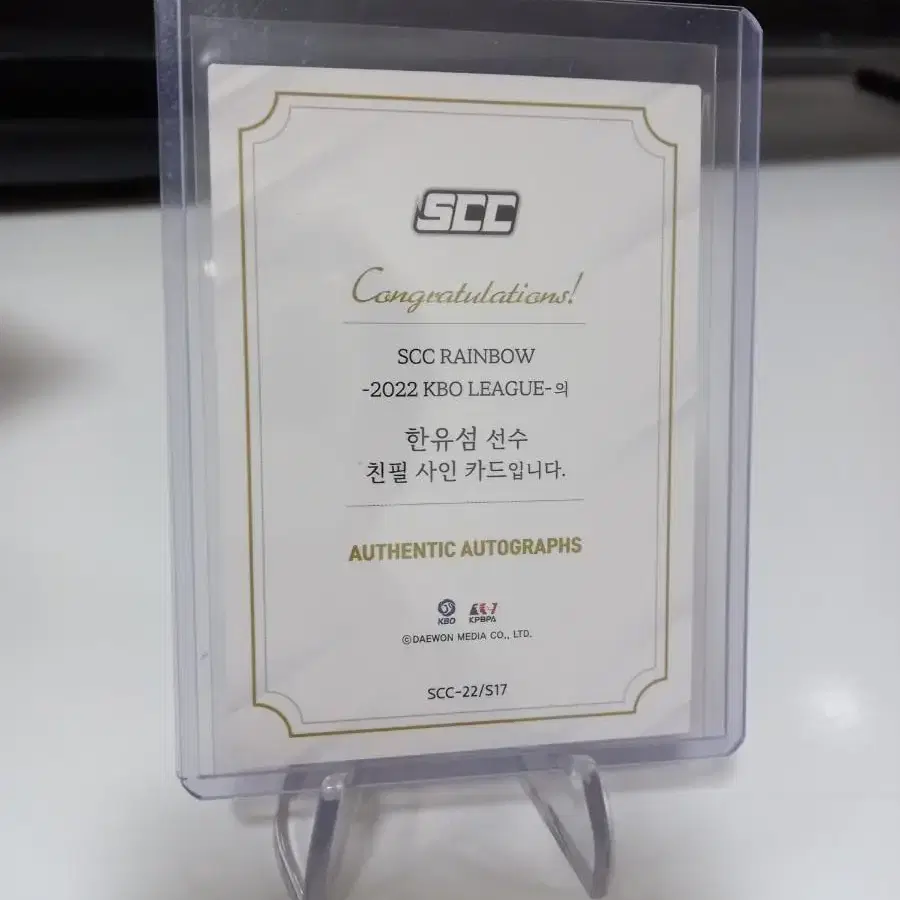 SCC
Congratulations!
SCC RAINBOW
-2022 KBO LEAGUE-의
한유섬 선수
친필 사인 카드입니다.
AUTHENTIC AUTOGRAPHS
KBO KPBPA
©DAEWON MEDIA CO., LTD.
SCC-22/S17